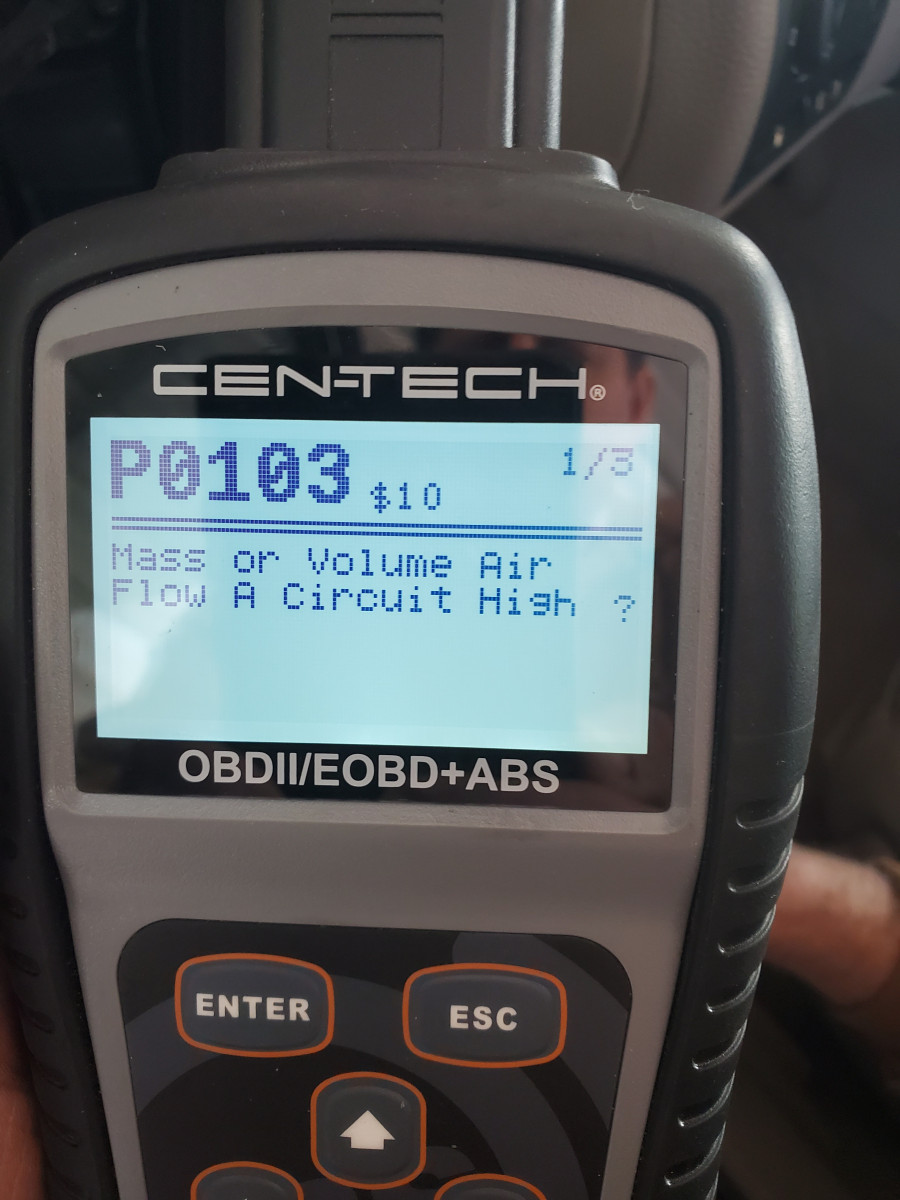 CEN-TECH®
P0103 $10 1/3
Mass or Volume Air
Flow A Circuit High ?
OBDII/EOBD+ABS
ENTER ESC